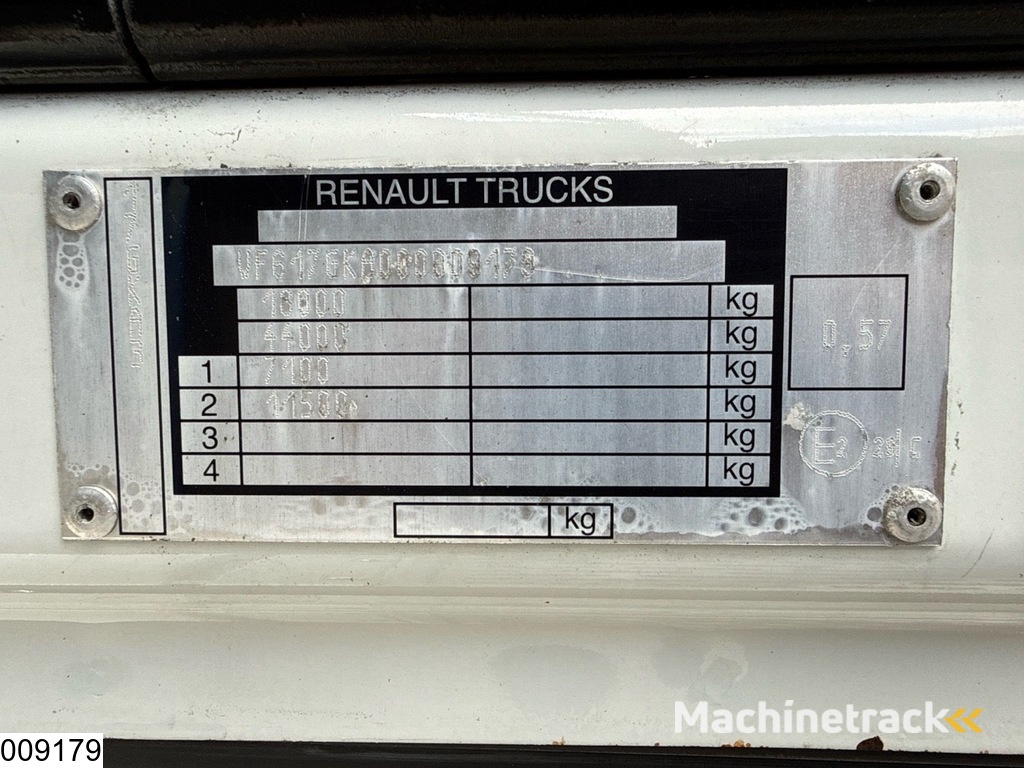 RENAULT TRUCKS
VF617GKA000009179
18000 kg
44000 kg
1 7100 kg
2 11500 kg
3 kg
4 kg
kg
0,57
Machinetrack
009179